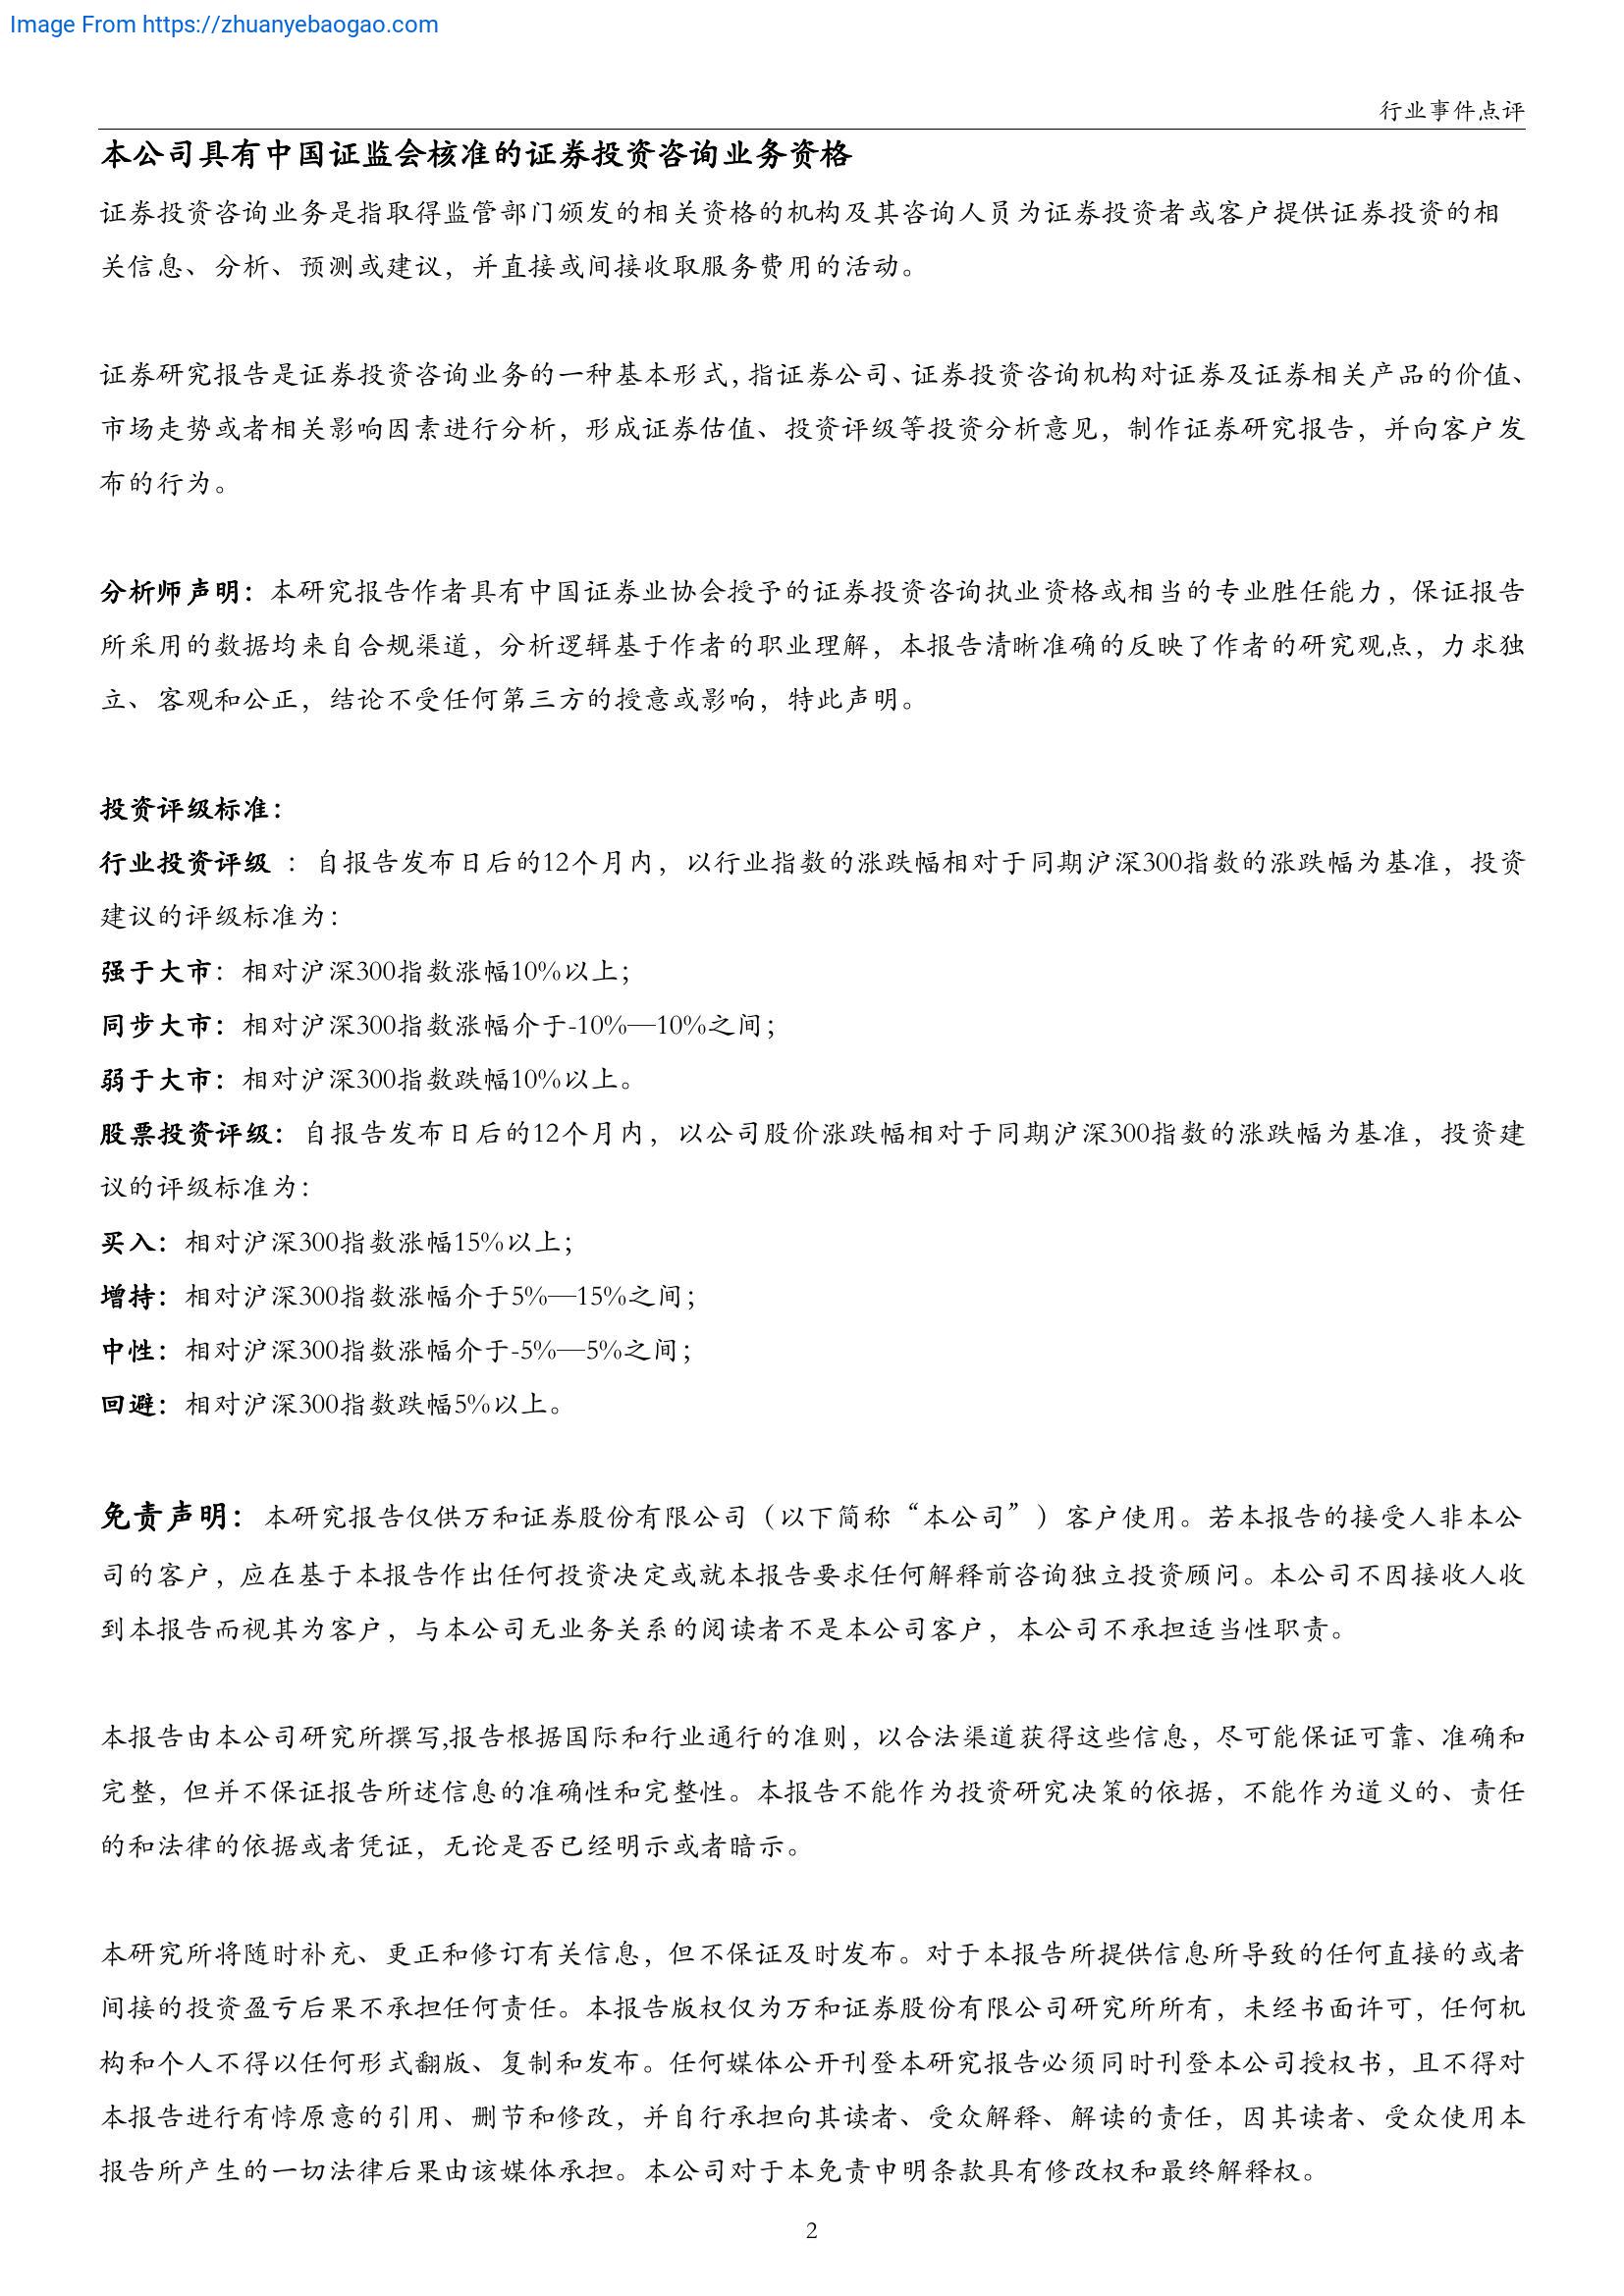 Image From https://zhuanyebaogao.com
行业事件点评
本公司具有中国证监会核准的证券投资咨询业务资格
证券投资咨询业务是指取得监管部门颁发的相关资格的机构及其咨询人员为证券投资者或客户提供证券投资的相
关信息、分析、预测或建议，并直接或间接收取服务费用的活动。
证券研究报告是证券投资咨询业务的一种基本形式，指证券公司、证券投资咨询机构对证券及证券相关产品的价值、
市场走势或者相关影响因素进行分析，形成证券估值、投资评级等投资分析意见，制作证券研究报告，并向客户发
布的行为。
分析师声明：本研究报告作者具有中国证券业协会授予的证券投资咨询执业资格或相当的专业胜任能力，保证报告
所采用的数据均来自合规渠道，分析逻辑基于作者的职业理解，本报告清晰准确的反映了作者的研究观点，力求独
立、客观和公正，结论不受任何第三方的授意或影响，特此声明。
投资评级标准：
行业投资评级 ：自报告发布日后的12个月内，以行业指数的涨跌幅相对于同期沪深300指数的涨跌幅为基准，投资
建议的评级标准为：
强于大市：相对沪深300指数涨幅10%以上；
同步大市：相对沪深300指数涨幅介于-10%—10%之间；
弱于大市：相对沪深300指数跌幅10%以上。
股票投资评级：自报告发布日后的12个月内，以公司股价涨跌幅相对于同期沪深300指数的涨跌幅为基准，投资建
议的评级标准为：
买入：相对沪深300指数涨幅15%以上；
增持：相对沪深300指数涨幅介于5%—15%之间；
中性：相对沪深300指数涨幅介于-5%—5%之间；
回避：相对沪深300指数跌幅5%以上。
免责声明：本研究报告仅供万和证券股份有限公司（以下简称“本公司”）客户使用。若本报告的接受人非本公
司的客户，应在基于本报告作出任何投资决定或就本报告要求任何解释前咨询独立投资顾问。本公司不因接收人收
到本报告而视其为客户，与本公司无业务关系的阅读者不是本公司客户，本公司不承担适当性职责。
本报告由本公司研究所撰写,报告根据国际和行业通行的准则，以合法渠道获得这些信息，尽可能保证可靠、准确和
完整，但并不保证报告所述信息的准确性和完整性。本报告不能作为投资研究决策的依据，不能作为道义的、责任
的和法律的依据或者凭证，无论是否已经明示或者暗示。
本研究所将随时补充、更正和修订有关信息，但不保证及时发布。对于本报告所提供信息所导致的任何直接的或者
间接的投资盈亏后果不承担任何责任。本报告版权仅为万和证券股份有限公司研究所所有，未经书面许可，任何机
构和个人不得以任何形式翻版、复制和发布。任何媒体公开刊登本研究报告必须同时刊登本公司授权书，且不得对
本报告进行有悖原意的引用、删节和修改，并自行承担向其读者、受众解释、解读的责任，因其读者、受众使用本
报告所产生的一切法律后果由该媒体承担。本公司对于本免责申明条款具有修改权和最终解释权。
2